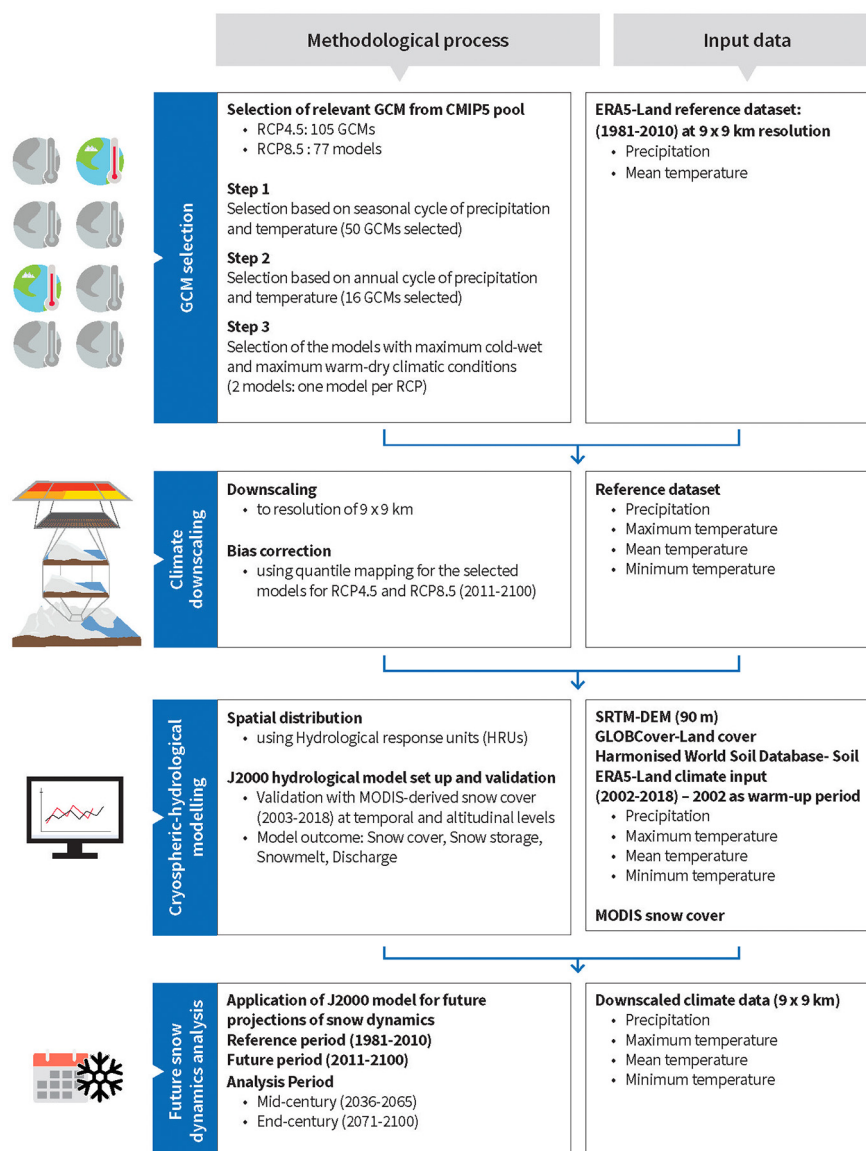 Methodological process
Input data
GCM selection
Selection of relevant GCM from CMIP5 pool
• RCP4.5: 105 GCMs
• RCP8.5 : 77 models
Step 1
Selection based on seasonal cycle of precipitation
and temperature (50 GCMs selected)
Step 2
Selection based on annual cycle of precipitation
and temperature (16 GCMs selected)
Step 3
Selection of the models with maximum cold-wet
and maximum warm-dry climatic conditions
(2 models: one model per RCP)
ERA5-Land reference dataset:
(1981-2010) at 9 x 9 km resolution
• Precipitation
• Mean temperature
Climate
downscaling
Downscaling
• to resolution of 9 x 9 km
Bias correction
• using quantile mapping for the selected
models for RCP4.5 and RCP8.5 (2011-2100)
Reference dataset
• Precipitation
• Maximum temperature
• Mean temperature
• Minimum temperature
Cryospheric-hydrological
modelling
Spatial distribution
• using Hydrological response units (HRUs)
J2000 hydrological model set up and validation
• Validation with MODIS-derived snow cover
(2003-2018) at temporal and altitudinal levels
• Model outcome: Snow cover, Snow storage,
Snowmelt, Discharge
SRTM-DEM (90 m)
GLOBCover-Land cover
Harmonised World Soil Database- Soil
ERA5-Land climate input
(2002-2018) – 2002 as warm-up period
• Precipitation
• Maximum temperature
• Mean temperature
• Minimum temperature
MODIS snow cover
Future snow
dynamics analysis
Application of J2000 model for future
projections of snow dynamics
Reference period (1981-2010)
Future period (2011-2100)
Analysis Period
• Mid-century (2036-2065)
• End-century (2071-2100)
Downscaled climate data (9 x 9 km)
• Precipitation
• Maximum temperature
• Mean temperature
• Minimum temperature